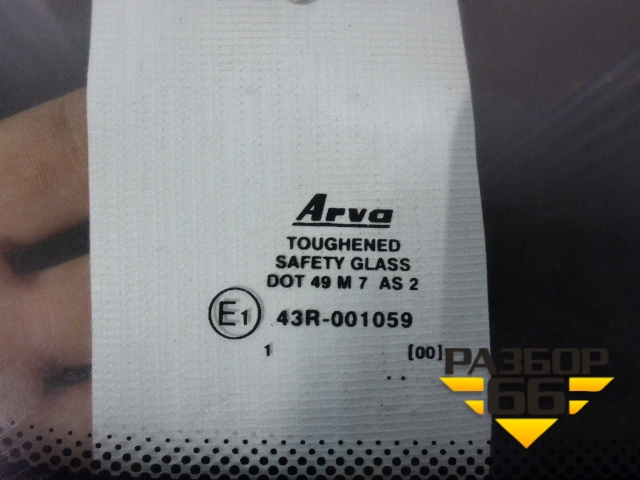 Arva
TOUGHENED
SAFETY GLASS
DOT 49 M 7 AS 2
E1 43R-001059
1 [00]
РАЗБОР
66